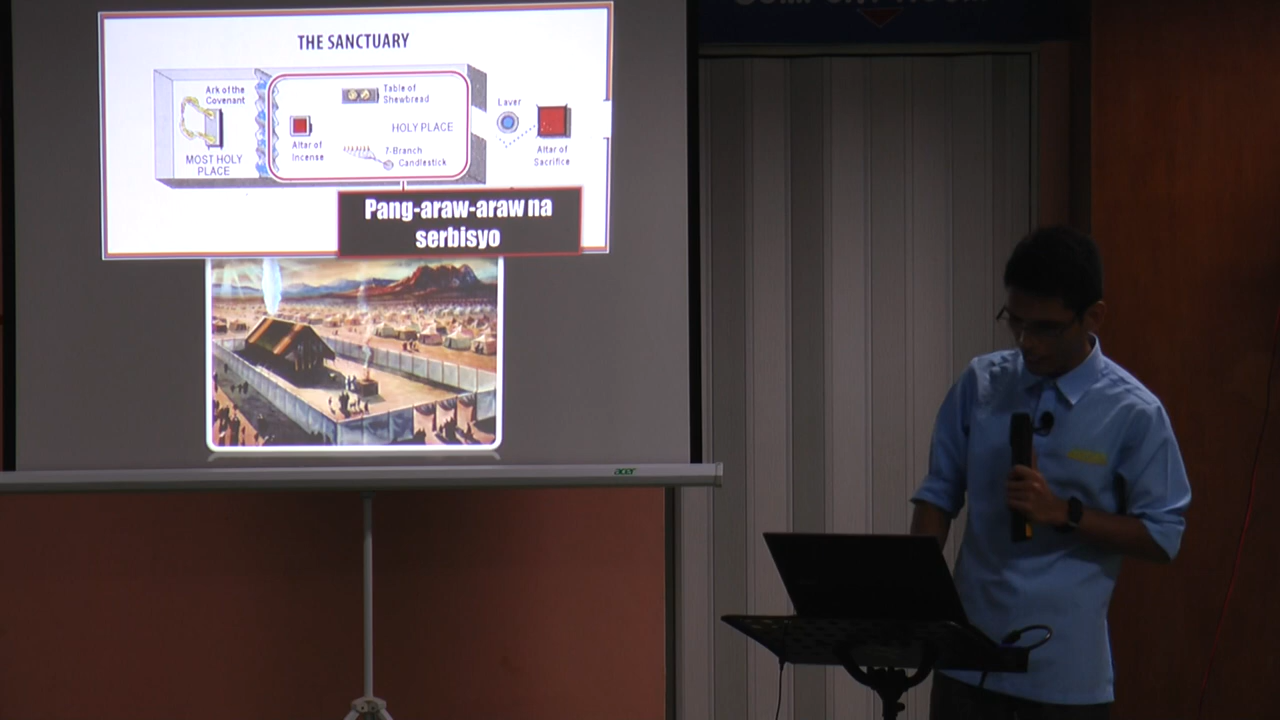 THE SANCTUARY
Ark of the
Covenant
MOST HOLY
PLACE
Table of
Shewbread
HOLY PLACE
Altar of
Incense
7-Branch
Candlestick
Laver
Altar of
Sacrifice
Pang-araw-araw na
serbisyo
acer